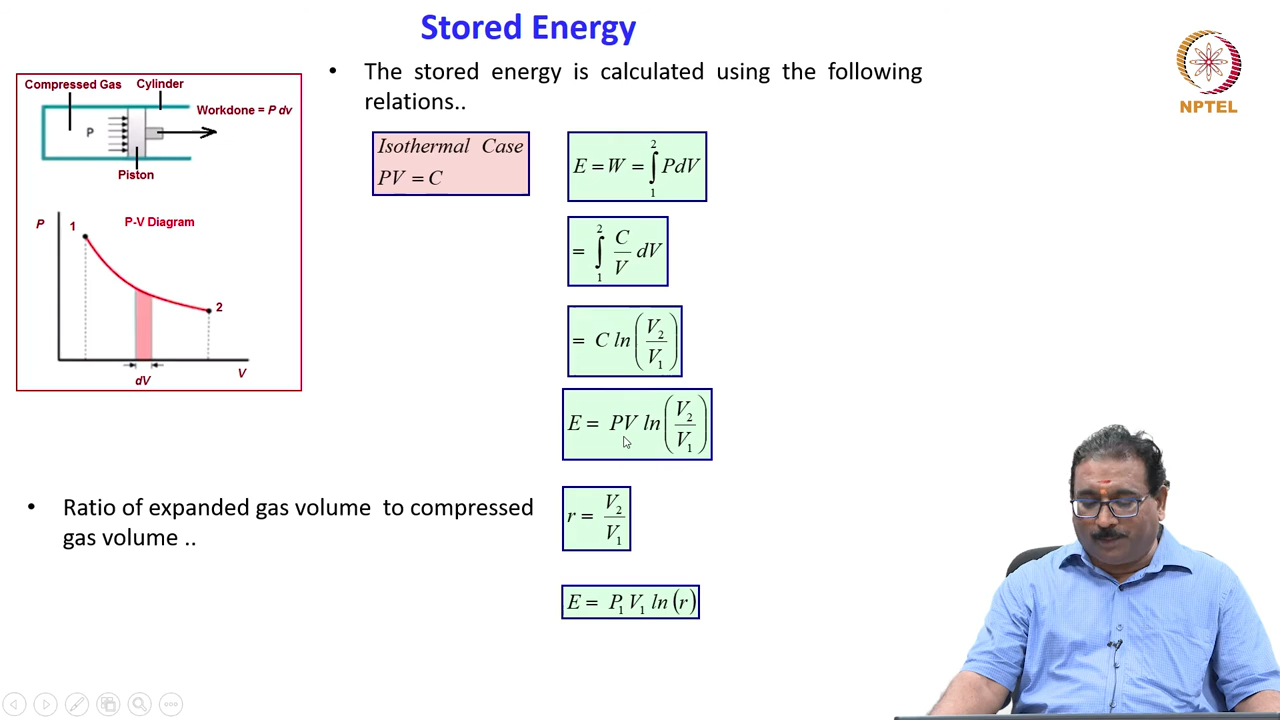 Stored Energy
NPTEL
• The stored energy is calculated using the following
relations..
Compressed Gas Cylinder
Workdone = P dv
P
Piston
P P-V Diagram
1
2
dV V
Isothermal Case
PV = C
E = W = ∫₁² PdV
= ∫₁² C/V dV
= C ln(V₂/V₁)
E = PV ln(V₂/V₁)
• Ratio of expanded gas volume to compressed
gas volume ..
r = V₂/V₁
E = P₁V₁ ln(r)